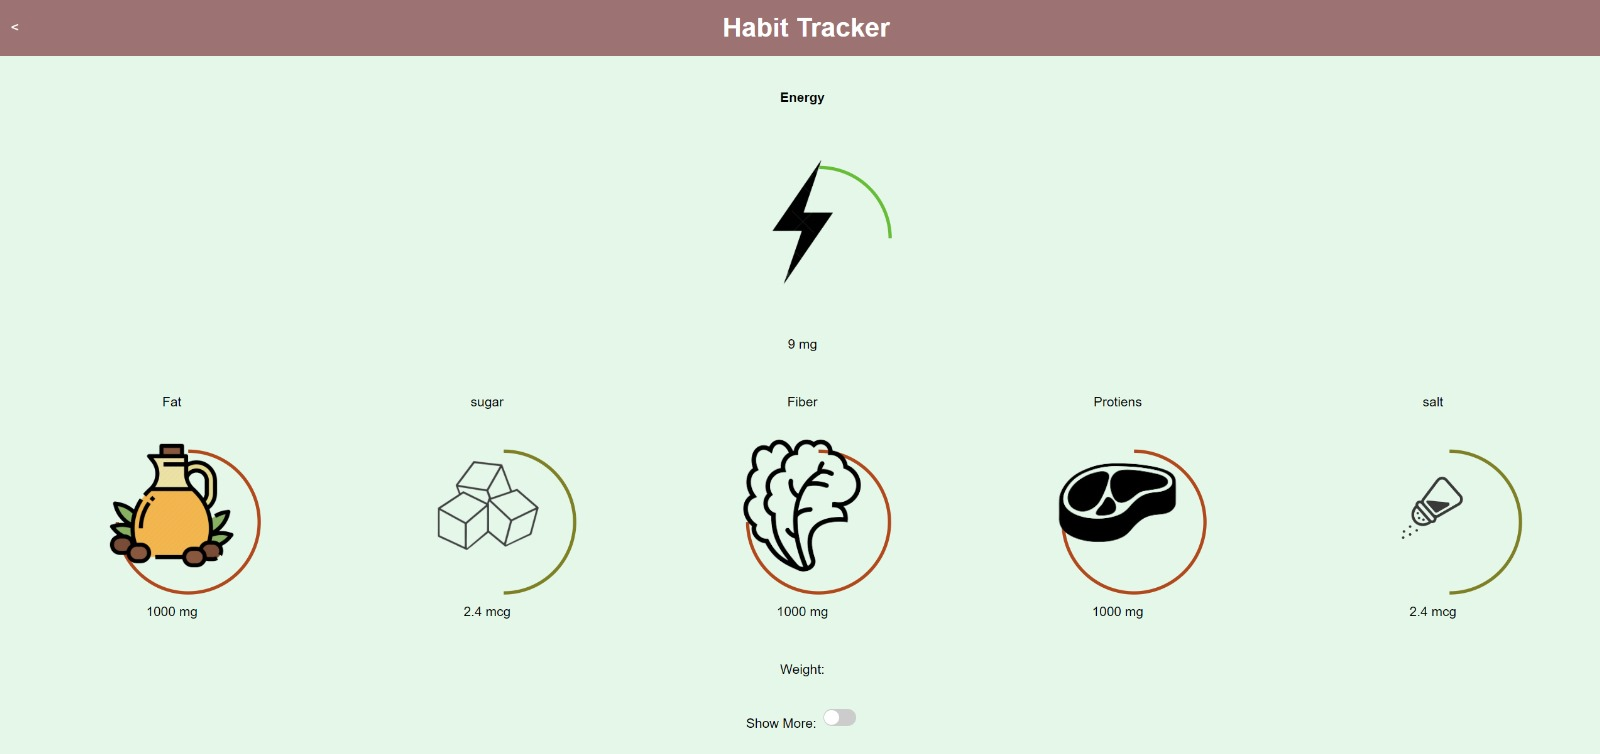 <
Habit Tracker
Energy
9 mg
Fat
sugar
Fiber
Protiens
salt
1000 mg
2.4 mcg
1000 mg
1000 mg
2.4 mcg
Weight:
Show More: